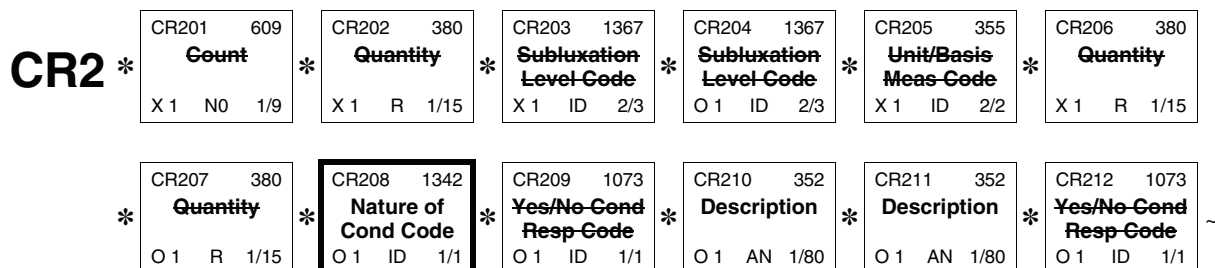 CR201 609 CR202 380 CR203 1367 CR204 1367 CR205 355 CR206 380
Count Quantity Subluxation Subluxation Unit/Basis Quantity
CR2 * * * Level Code * Level Code * Meas Code *
X 1 N0 1/9 X 1 R 1/15 X 1 ID 2/3 O 1 ID 2/3 X 1 ID 2/2 X 1 R 1/15
CR207 380 CR208 1342 CR209 1073 CR210 352 CR211 352 CR212 1073
Quantity Nature of Yes/No Cond Description Description Yes/No Cond
* * Cond Code * Resp Code * * * Resp Code ~
O 1 R 1/15 O 1 ID 1/1 O 1 ID 1/1 O 1 AN 1/80 O 1 AN 1/80 O 1 ID 1/1